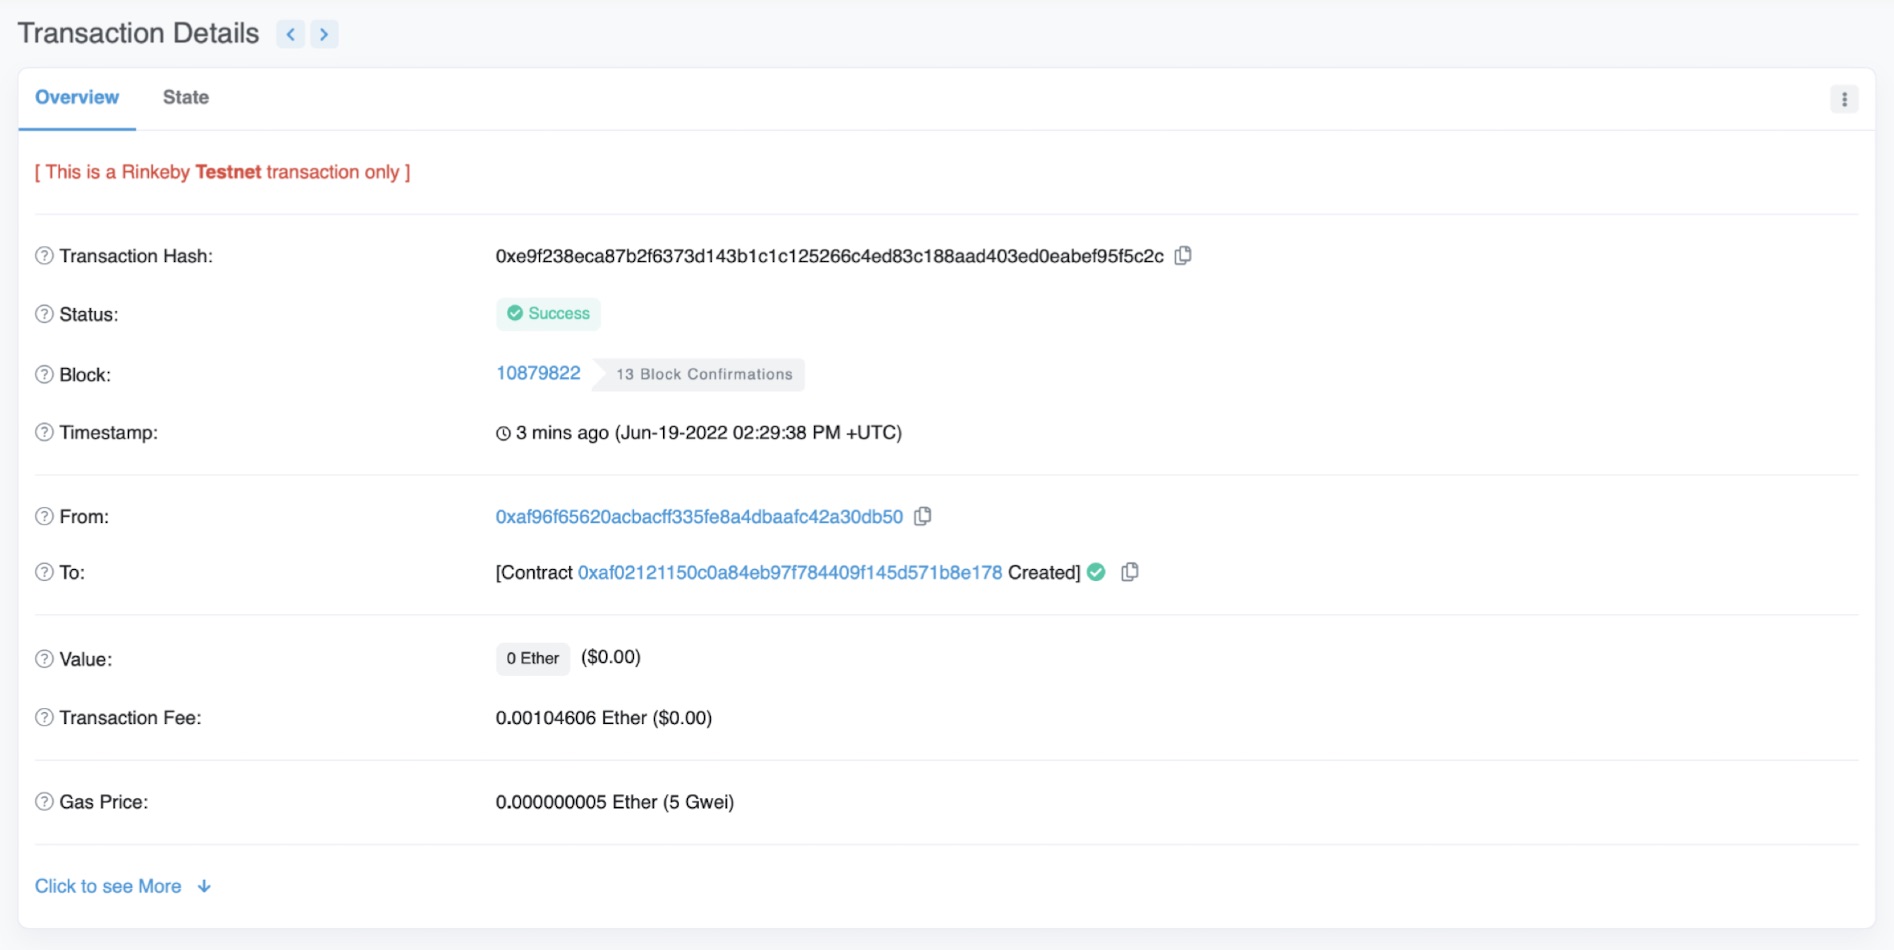 Transaction Details
Overview State
[ This is a Rinkeby Testnet transaction only ]
Transaction Hash: 0xe9f238eca87b2f6373d143b1c1c125266c4ed83c188aad403ed0eabef95f5c2c
Status: Success
Block: 10879822 13 Block Confirmations
Timestamp: 3 mins ago (Jun-19-2022 02:29:38 PM +UTC)
From: 0xaf96f65620acbacff335fe8a4dbaafc42a30db50
To: [Contract 0xaf02121150c0a84eb97f784409f145d571b8e178 Created]
Value: 0 Ether ($0.00)
Transaction Fee: 0.00104606 Ether ($0.00)
Gas Price: 0.000000005 Ether (5 Gwei)
Click to see More